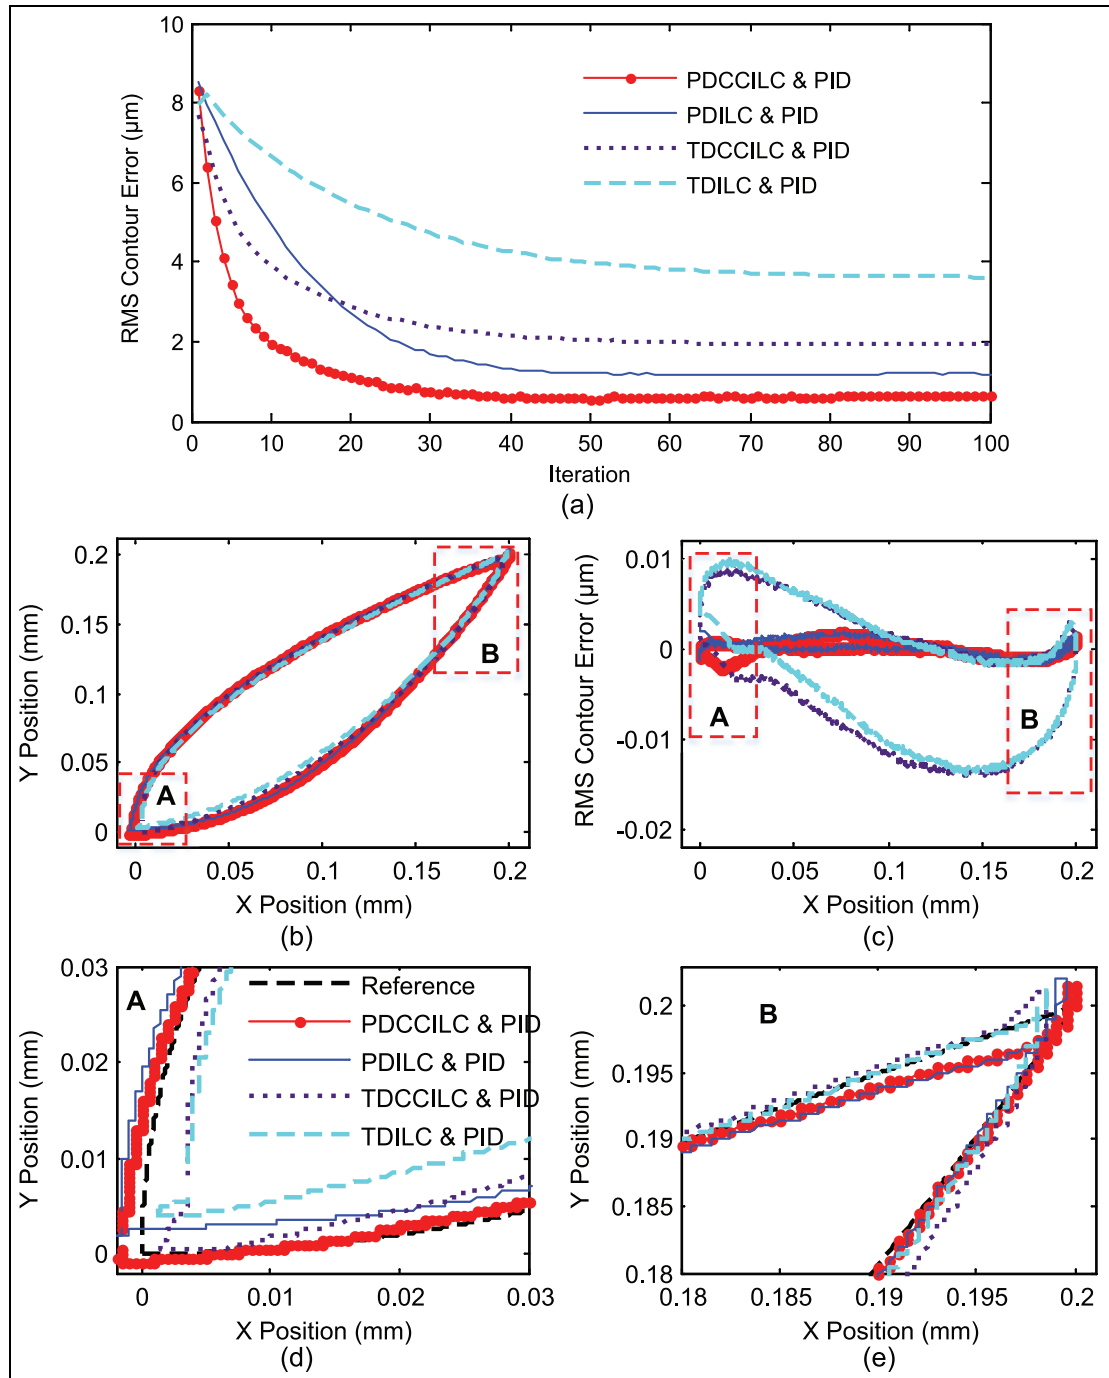 10
8
6
4
2
0
RMS Contour Error (μm)
PDCCILC & PID
PDILC & PID
TDCCILC & PID
TDILC & PID
0 10 20 30 40 50 60 70 80 90 100
Iteration
(a)
0.2
0.15
0.1
0.05
0
Y Position (mm)
A
B
0 0.05 0.1 0.15 0.2
X Position (mm)
(b)
0.01
0
-0.01
-0.02
RMS Contour Error (μm)
A
B
0 0.05 0.1 0.15 0.2
X Position (mm)
(c)
0.03
0.02
0.01
0
Y Position (mm)
A
Reference
PDCCILC & PID
PDILC & PID
TDCCILC & PID
TDILC & PID
0 0.01 0.02 0.03
X Position (mm)
(d)
0.2
0.195
0.19
0.185
0.18
Y Position (mm)
B
0.18 0.185 0.19 0.195 0.2
X Position (mm)
(e)